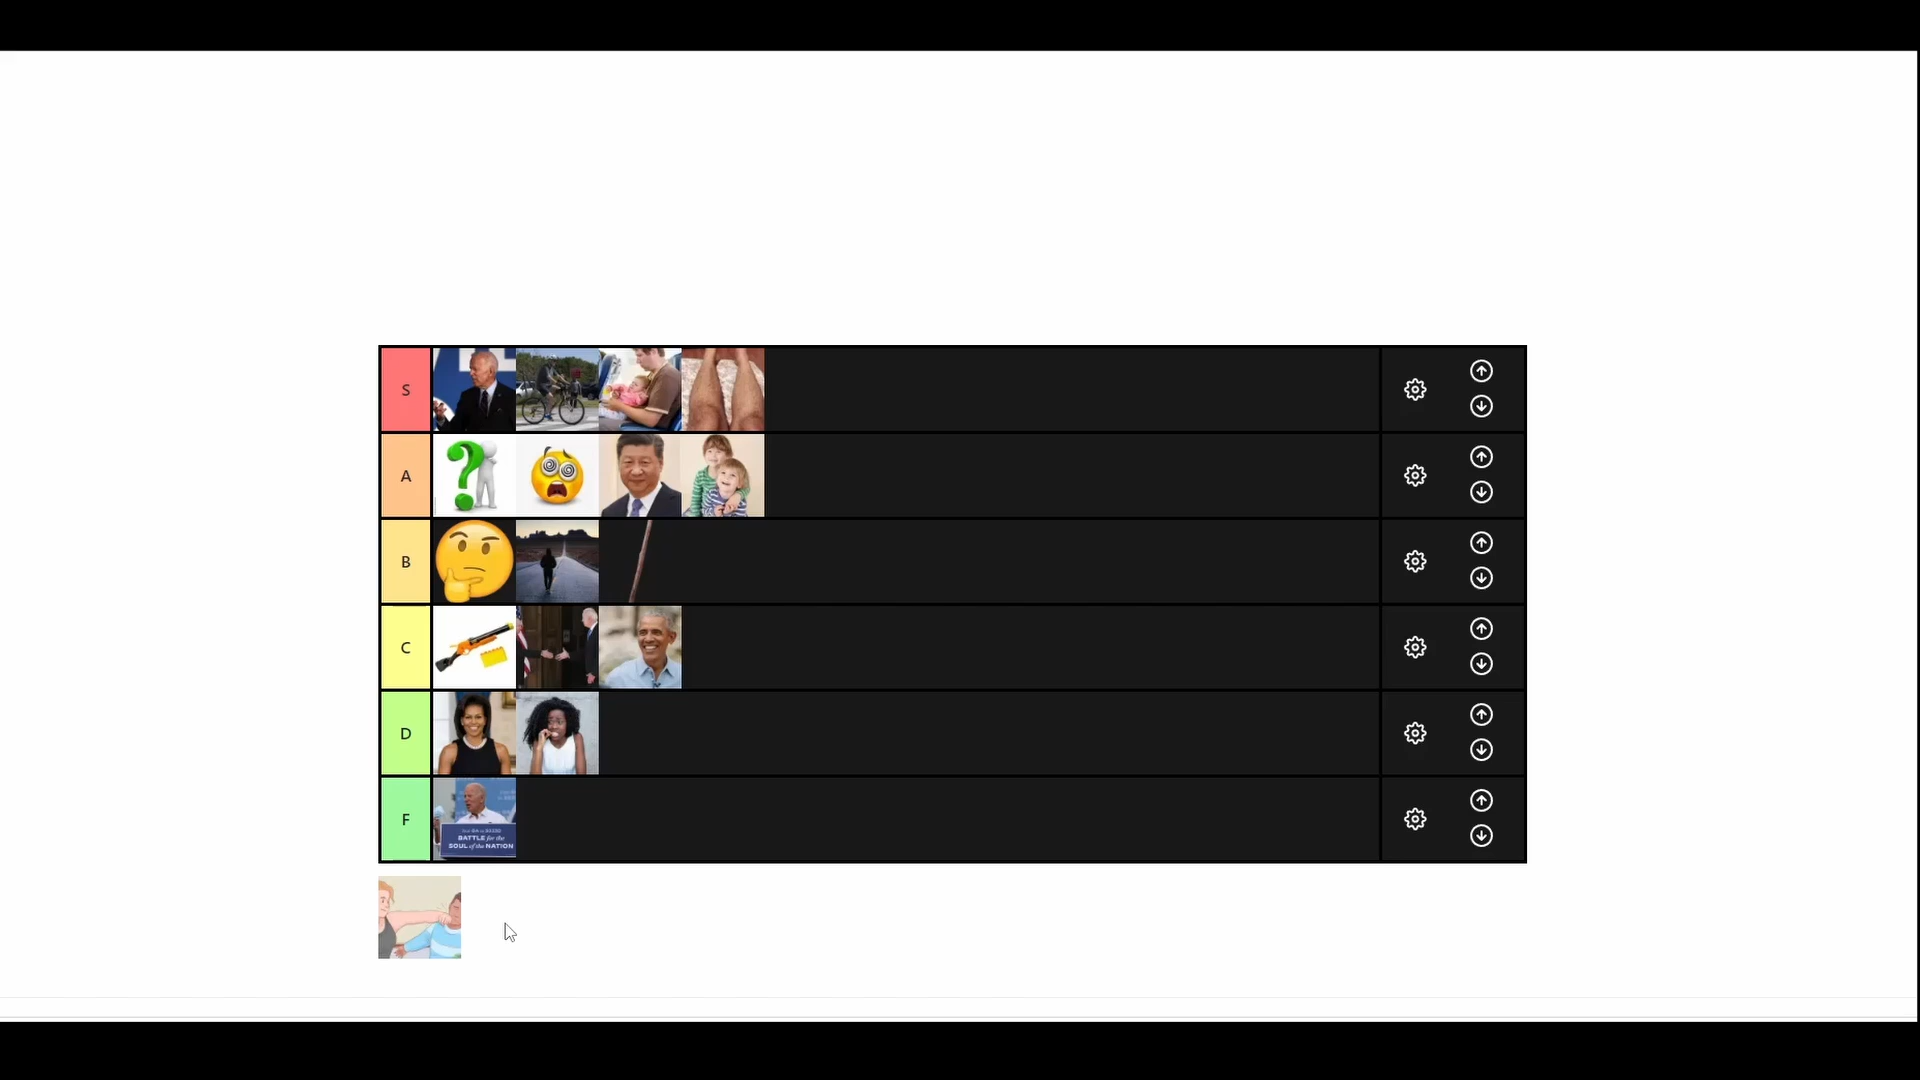 S
A
B
C
D
F
BATTLE for the
SOUL of the NATION